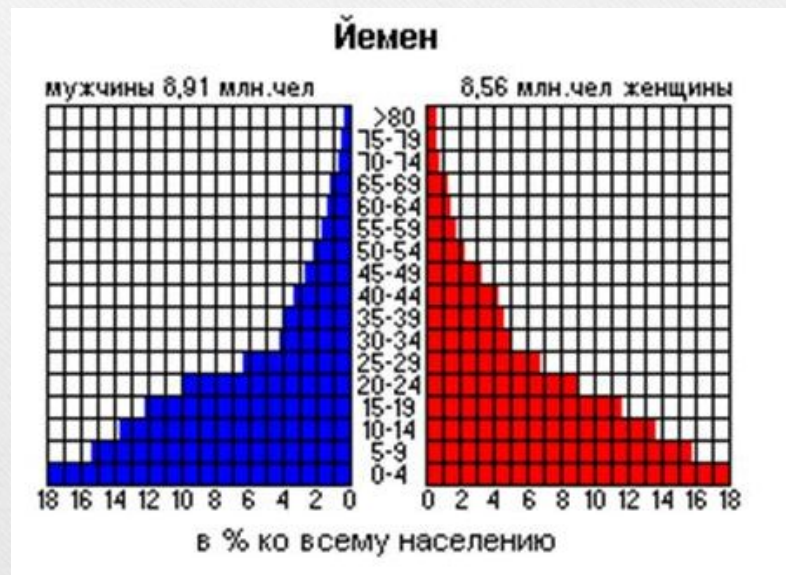 Йемен
мужчины 8,91 млн.чел
8,56 млн.чел женщины
>80
75-79
70-74
65-69
60-64
55-59
50-54
45-49
40-44
35-39
30-34
25-29
20-24
15-19
10-14
5-9
0-4
18 16 14 12 10 8 6 4 2 0
0 2 4 6 8 10 12 14 16 18
в % ко всему населению